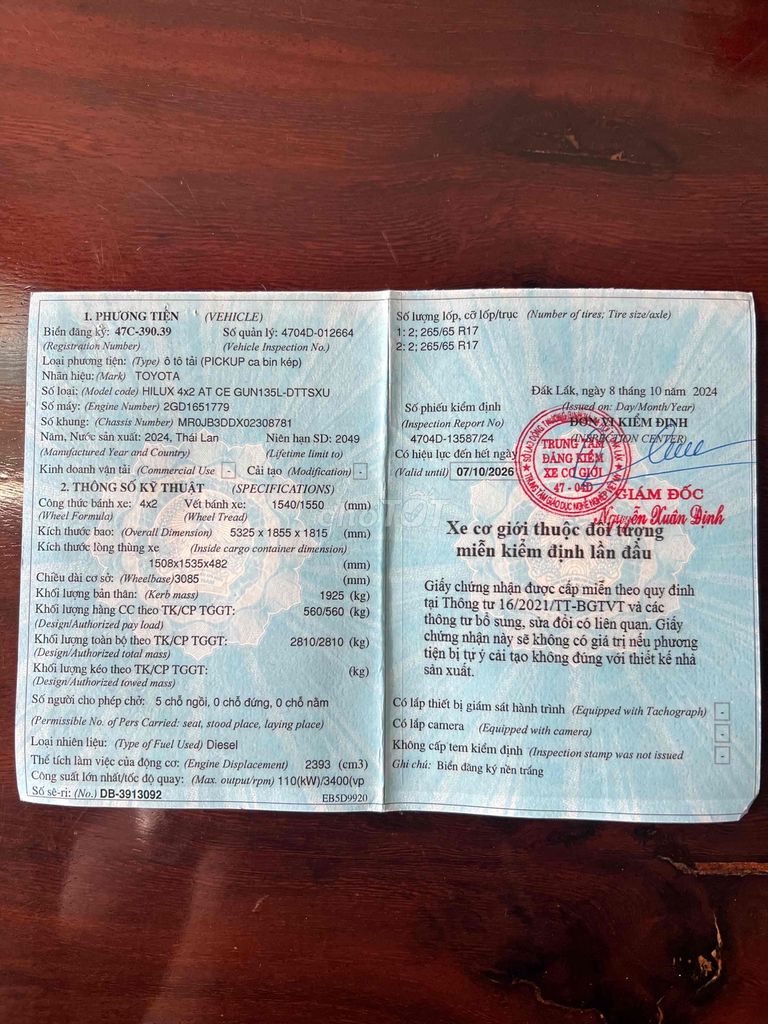 1. PHƯƠNG TIỆN (VEHICLE)
Biển đăng ký: 47C-390.39 Số quản lý: 4704D-012664
(Registration Number) (Vehicle Inspection No.)
Loại phương tiện: (Type) ô tô tải (PICKUP ca bin kép)
Nhãn hiệu: (Mark) TOYOTA
Số loại: (Model code) HILUX 4x2 AT CE GUN135L-DTTSXU
Số máy: (Engine Number) 2GD1651779
Số khung: (Chassis Number) MR0JB3DDX02308781
Năm, Nước sản xuất: 2024, Thái Lan Niên hạn SD: 2049
(Manufactured Year and Country) (Lifetime limit to)
Kinh doanh vận tải (Commercial Use - Cải tạo (Modification) -
2. THÔNG SỐ KỸ THUẬT (SPECIFICATIONS)
Công thức bánh xe: 4x2 Vết bánh xe: 1540/1550 (mm)
(Wheel Formula) (Wheel Tread)
Kích thước bao: (Overall Dimension) 5325 x 1855 x 1815 (mm)
Kích thước lòng thùng xe (Inside cargo container dimension)
1508x1535x482 (mm)
Chiều dài cơ sở: (Wheelbase)3085 (mm)
Khối lượng bản thân: (Kerb mass) 1925 (kg)
Khối lượng hàng CC theo TK/CP TGGT: 560/560 (kg)
(Design/Authorized pay load)
Khối lượng toàn bộ theo TK/CP TGGT: 2810/2810 (kg)
(Design/Authorized total mass)
Khối lượng kéo theo TK/CP TGGT: (kg)
(Design/Authorized towed mass)
Số người cho phép chở: 5 chỗ ngồi, 0 chỗ đứng, 0 chỗ nằm
(Permissible No. of Pers Carried: seat, stood place, laying place)
Loại nhiên liệu: (Type of Fuel Used) Diesel
Thể tích làm việc của động cơ: (Engine Displacement) 2393 (cm3)
Công suất lớn nhất/tốc độ quay: (Max. output/rpm) 110(kW)/3400(vp
Số sê-ri: (No.) DB-3913092 EB5D9920
Số lượng lốp, cỡ lốp/trục (Number of tires; Tire size/axle)
1: 2; 265/65 R17
2: 2; 265/65 R17
Đắk Lắk, ngày 8 tháng 10 năm 2024
Số phiếu kiểm định (Issued on: Day/Month/Year)
(Inspection Report No) ĐƠN VỊ KIỂM ĐỊNH
4704D-13587/24 (INSPECTION CENTER)
Có hiệu lực đến hết ngày
(Valid until) 07/10/2026
TRUNG TÂM
ĐĂNG KIỂM
XE CƠ GIỚI
47 - 04D
GIÁM ĐỐC
Nguyễn Xuân Định
Xe cơ giới thuộc đối tượng
miễn kiểm định lần đầu
Giấy chứng nhận được cấp miễn theo quy định
tại Thông tư 16/2021/TT-BGTVT và các
thông tư bổ sung, sửa đổi có liên quan. Giấy
chứng nhận này sẽ không có giá trị nếu phương
tiện bị tự ý cải tạo không đúng với thiết kế nhà
sản xuất.
Có lắp thiết bị giám sát hành trình (Equipped with Tachograph) -
Có lắp camera (Equipped with camera) -
Không cấp tem kiểm định (Inspection stamp was not issued -
Ghi chú: Biển đăng ký nền trắng